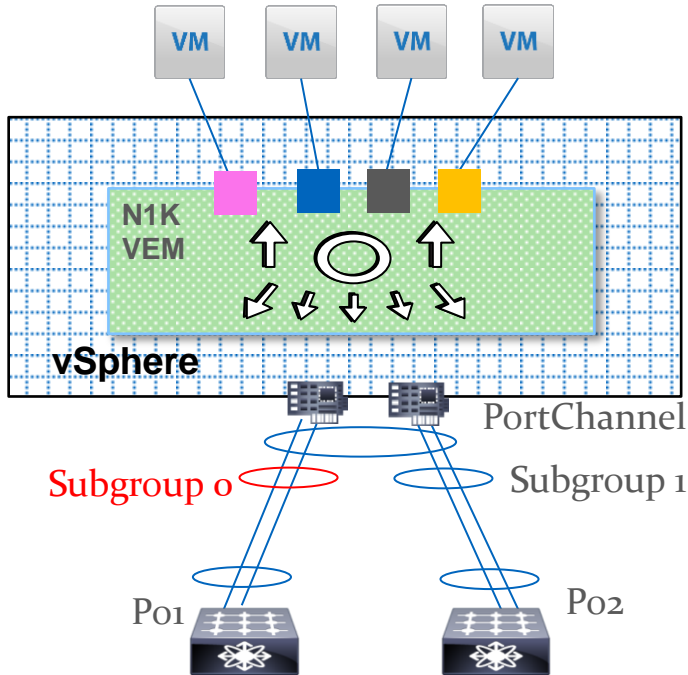 VM VM VM VM
N1K
VEM
vSphere
PortChannel
Subgroup 0
Subgroup 1
Po1
Po2